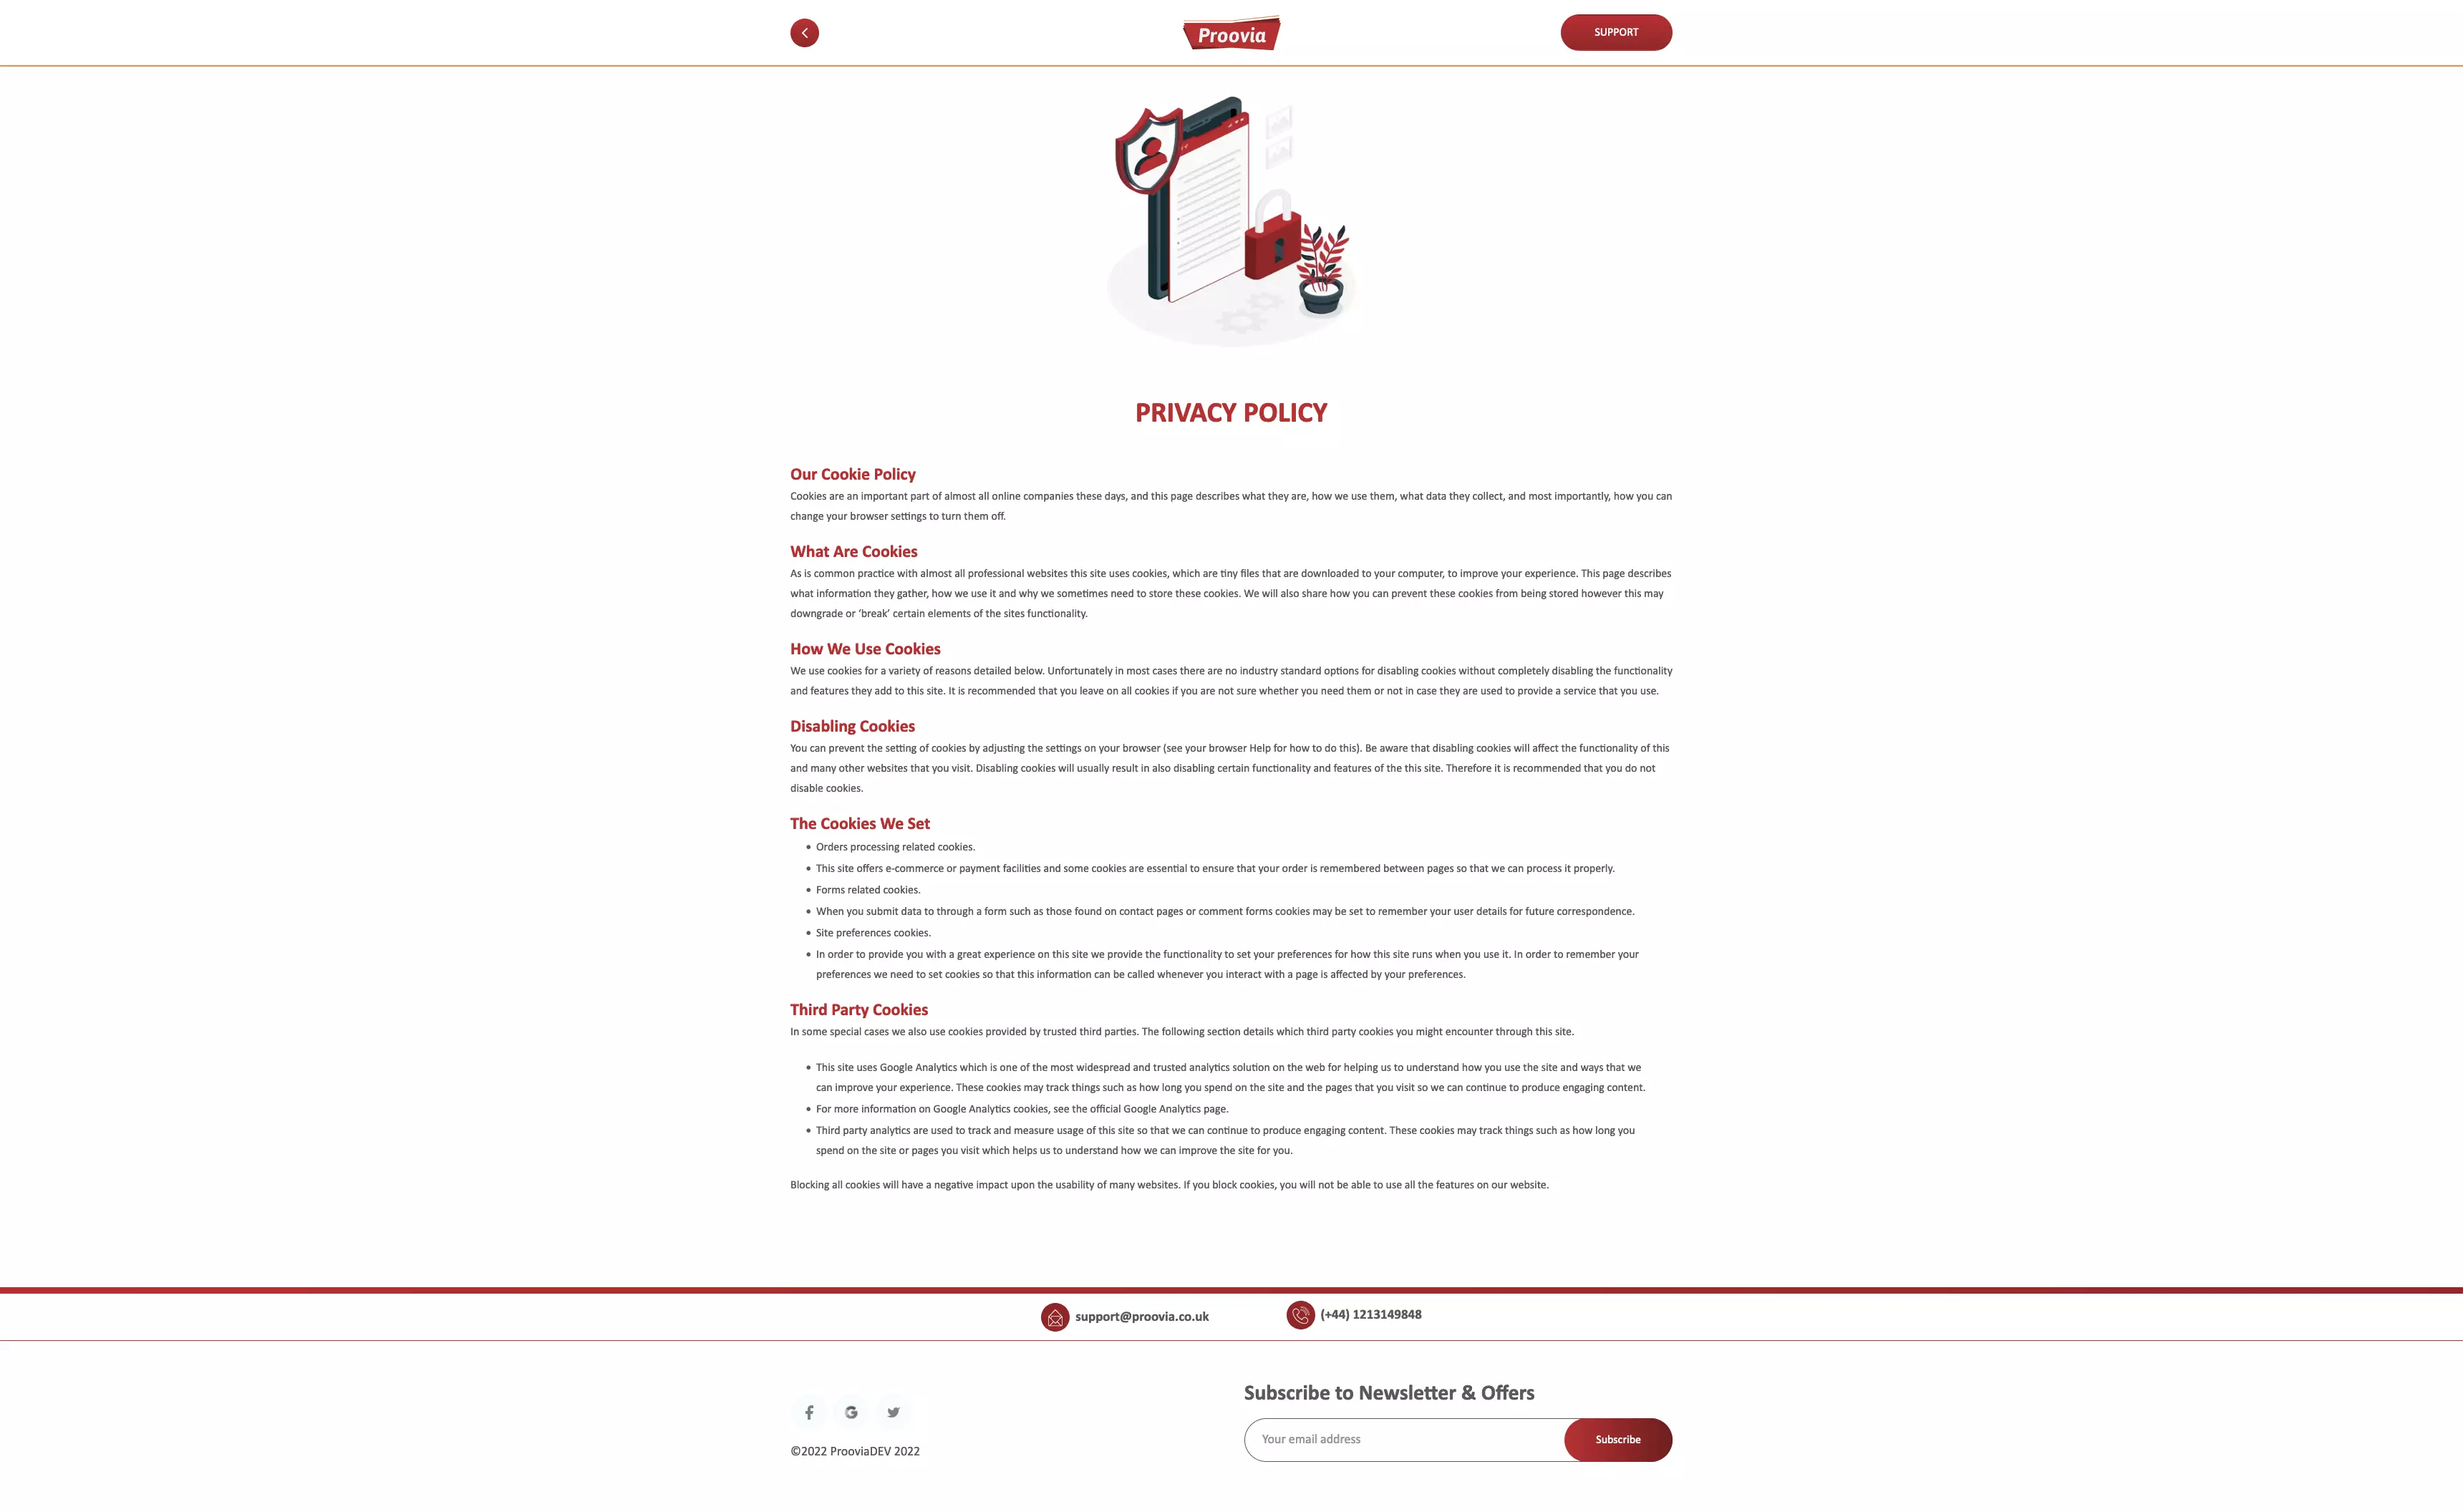 Proovia
SUPPORT
PRIVACY POLICY
Our Cookie Policy
Cookies are an important part of almost all online companies these days, and this page describes what they are, how we use them, what data they collect, and most importantly, how you can
change your browser settings to turn them off.
What Are Cookies
As is common practice with almost all professional websites this site uses cookies, which are tiny files that are downloaded to your computer, to improve your experience. This page describes
what information they gather, how we use it and why we sometimes need to store these cookies. We will also share how you can prevent these cookies from being stored however this may
downgrade or ‘break’ certain elements of the sites functionality.
How We Use Cookies
We use cookies for a variety of reasons detailed below. Unfortunately in most cases there are no industry standard options for disabling cookies without completely disabling the functionality
and features they add to this site. It is recommended that you leave on all cookies if you are not sure whether you need them or not in case they are used to provide a service that you use.
Disabling Cookies
You can prevent the setting of cookies by adjusting the settings on your browser (see your browser Help for how to do this). Be aware that disabling cookies will affect the functionality of this
and many other websites that you visit. Disabling cookies will usually result in also disabling certain functionality and features of the this site. Therefore it is recommended that you do not
disable cookies.
The Cookies We Set
• Orders processing related cookies.
• This site offers e-commerce or payment facilities and some cookies are essential to ensure that your order is remembered between pages so that we can process it properly.
• Forms related cookies.
• When you submit data to through a form such as those found on contact pages or comment forms cookies may be set to remember your user details for future correspondence.
• Site preferences cookies.
• In order to provide you with a great experience on this site we provide the functionality to set your preferences for how this site runs when you use it. In order to remember your
preferences we need to set cookies so that this information can be called whenever you interact with a page is affected by your preferences.
Third Party Cookies
In some special cases we also use cookies provided by trusted third parties. The following section details which third party cookies you might encounter through this site.
• This site uses Google Analytics which is one of the most widespread and trusted analytics solution on the web for helping us to understand how you use the site and ways that we
can improve your experience. These cookies may track things such as how long you spend on the site and the pages that you visit so we can continue to produce engaging content.
• For more information on Google Analytics cookies, see the official Google Analytics page.
• Third party analytics are used to track and measure usage of this site so that we can continue to produce engaging content. These cookies may track things such as how long you
spend on the site or pages you visit which helps us to understand how we can improve the site for you.
Blocking all cookies will have a negative impact upon the usability of many websites. If you block cookies, you will not be able to use all the features on our website.
support@proovia.co.uk
(+44) 1213149848
Subscribe to Newsletter & Offers
Your email address
Subscribe
©2022 ProoviaDEV 2022